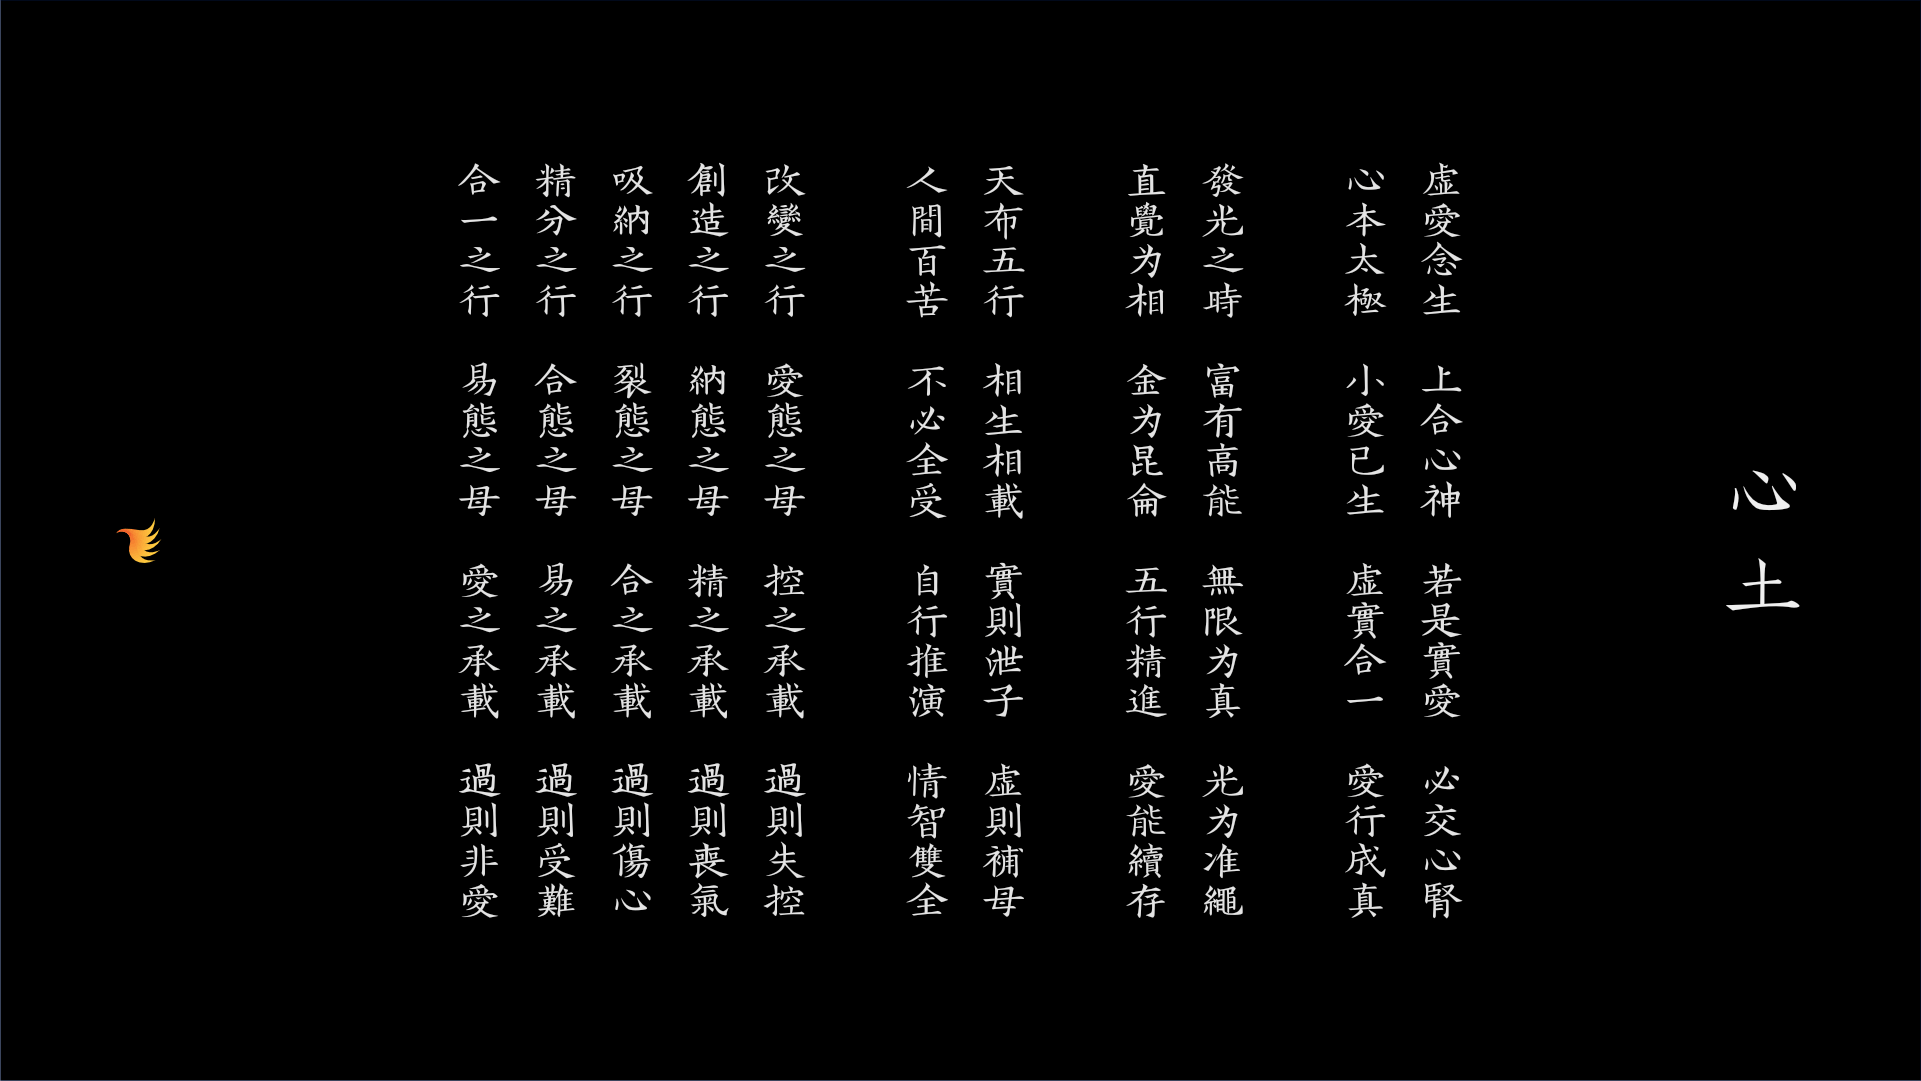 心土
虛愛念生 上合心神 若是實愛 必交心腎
心本太極 小愛已生 虛實合一 愛行成真
發光之時 富有高能 無限为真 光为准繩
直覺为相 金为昆侖 五行精進 愛能續存
天布五行 相生相載 實則泄子 虛則補母
人間百苦 不必全受 自行推演 情智雙全
改變之行 愛態之母 控之承載 過則失控
創造之行 納態之母 精之承載 過則喪氣
吸納之行 裂態之母 合之承載 過則傷心
精分之行 合態之母 易之承載 過則受難
合一之行 易態之母 愛之承載 過則非愛